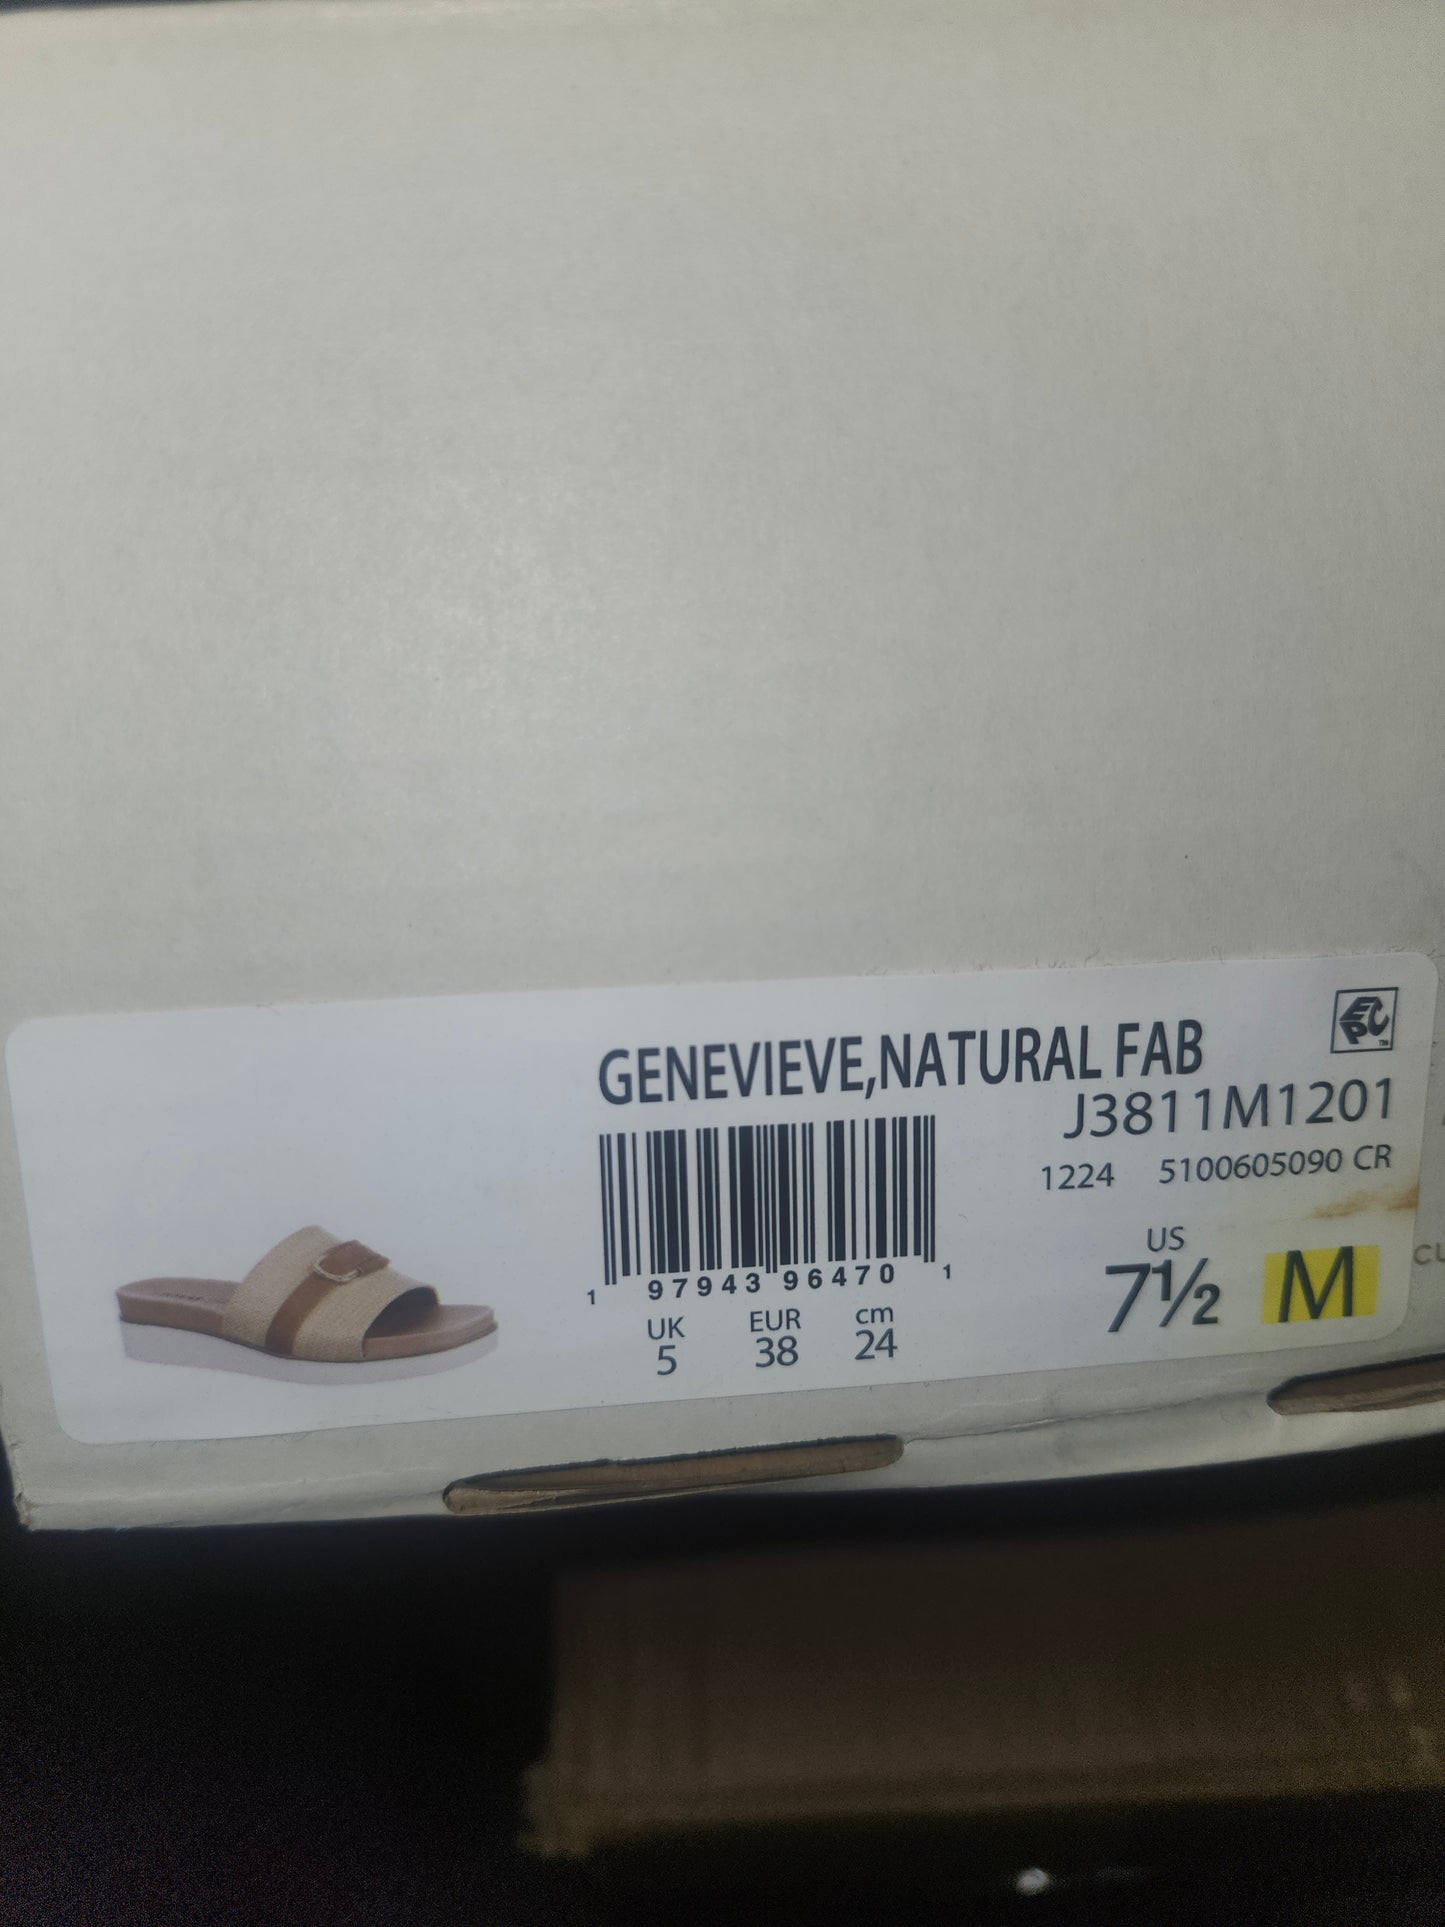 GENEVIEVE,NATURAL FAB
EPC™
J3811M1201
1224 5100605090 CR
1 97943 96470 1
UK EUR cm
5 38 24
US
7½ M